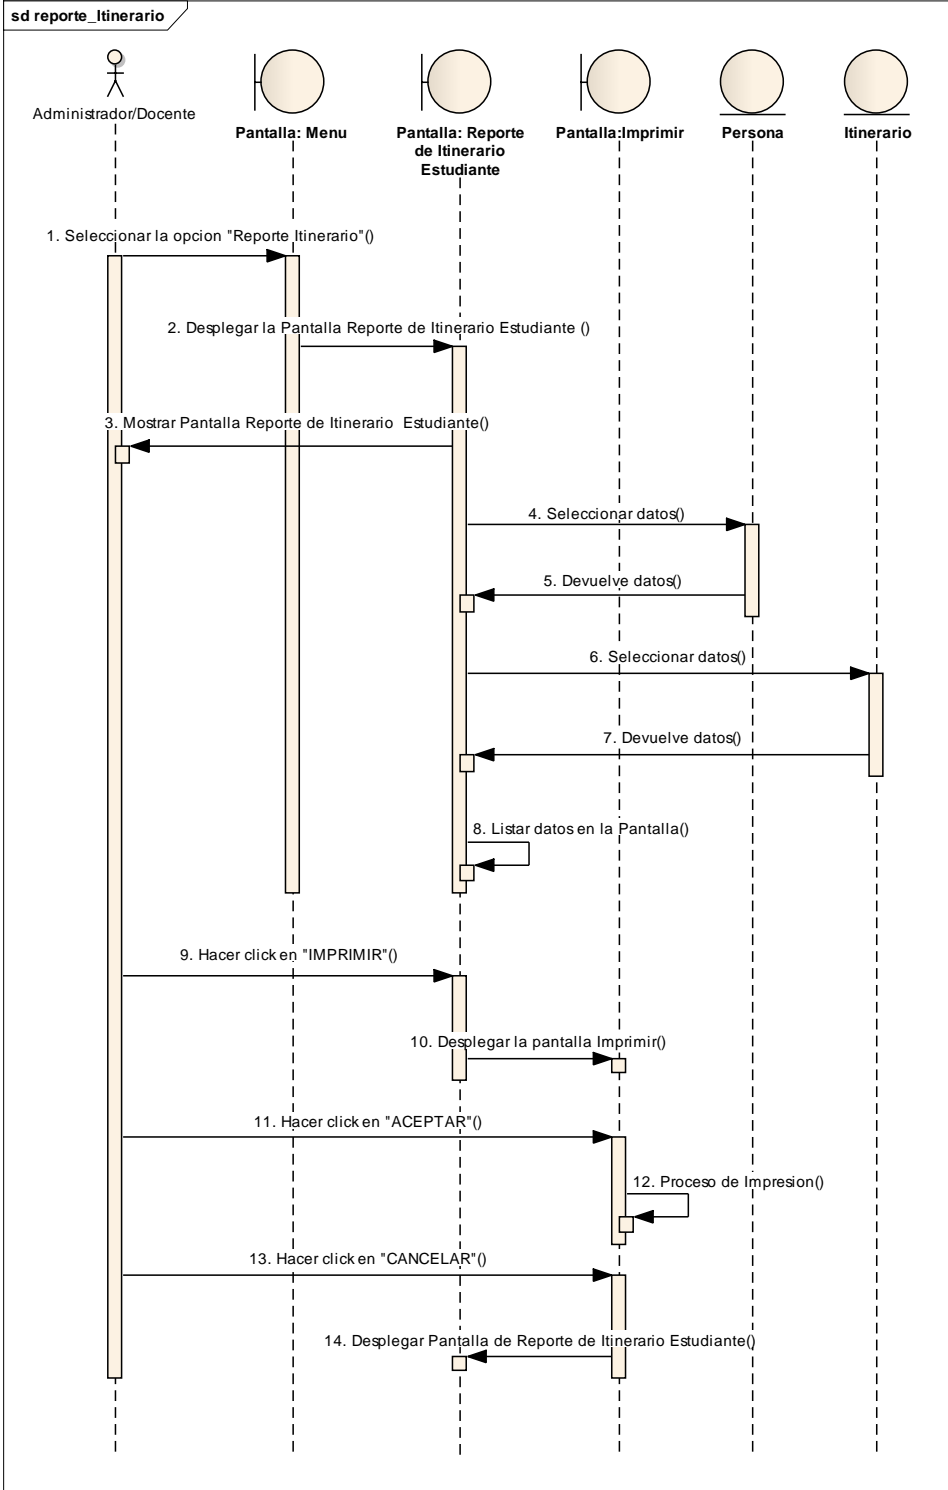 sd reporte_Itinerario
Administrador/Docente
Pantalla: Menu
Pantalla: Reporte
de Itinerario
Estudiante
Pantalla:Imprimir
Persona
Itinerario
1. Seleccionar la opcion "Reporte Itinerario"()
2. Desplegar la Pantalla Reporte de Itinerario Estudiante ()
3. Mostrar Pantalla Reporte de Itinerario  Estudiante()
4. Seleccionar datos()
5. Devuelve datos()
6. Seleccionar datos()
7. Devuelve datos()
8. Listar datos en la Pantalla()
9. Hacer click en "IMPRIMIR"()
10. Desplegar la pantalla Imprimir()
11. Hacer click en "ACEPTAR"()
12. Proceso de Impresion()
13. Hacer click en "CANCELAR"()
14. Desplegar Pantalla de Reporte de Itinerario Estudiante()